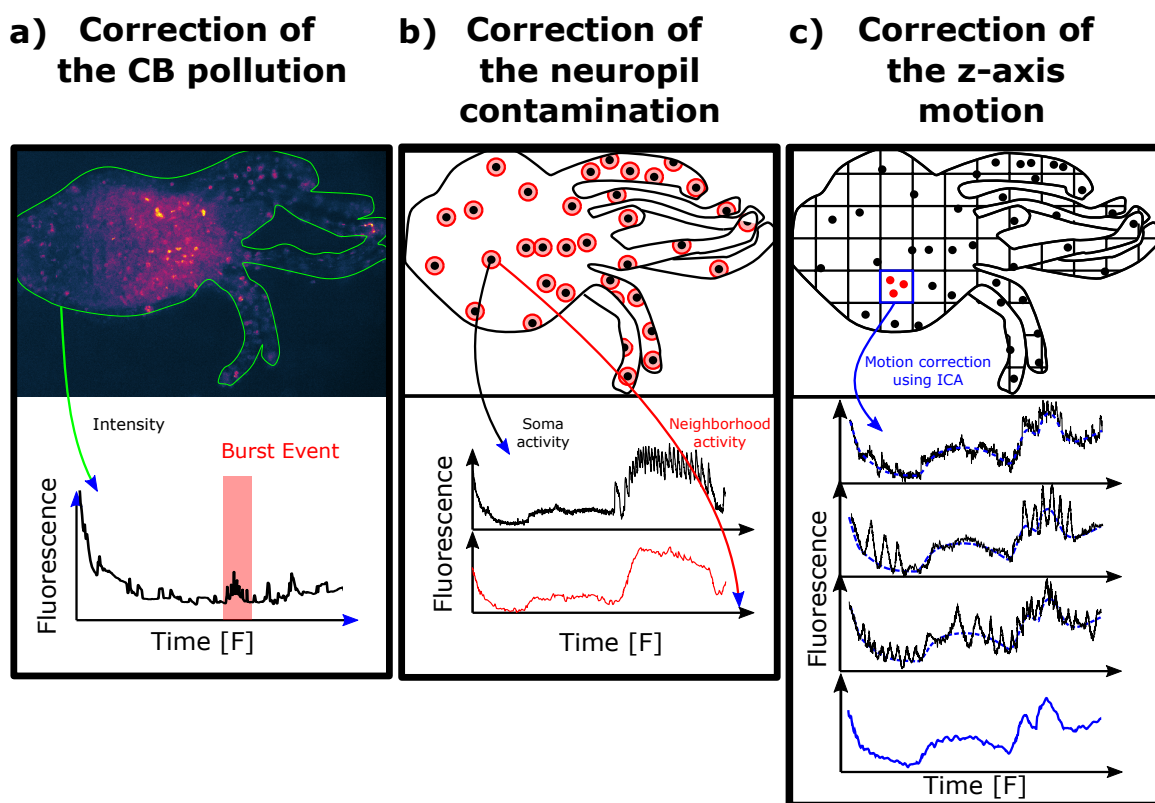 a) Correction of
the CB pollution
Intensity
Burst Event
Fluorescence
Time [F]
b) Correction of
the neuropil
contamination
Soma
activity
Neighborhood
activity
Fluorescence
Time [F]
c) Correction of
the z-axis
motion
Motion correction
using ICA
Fluorescence
Time [F]